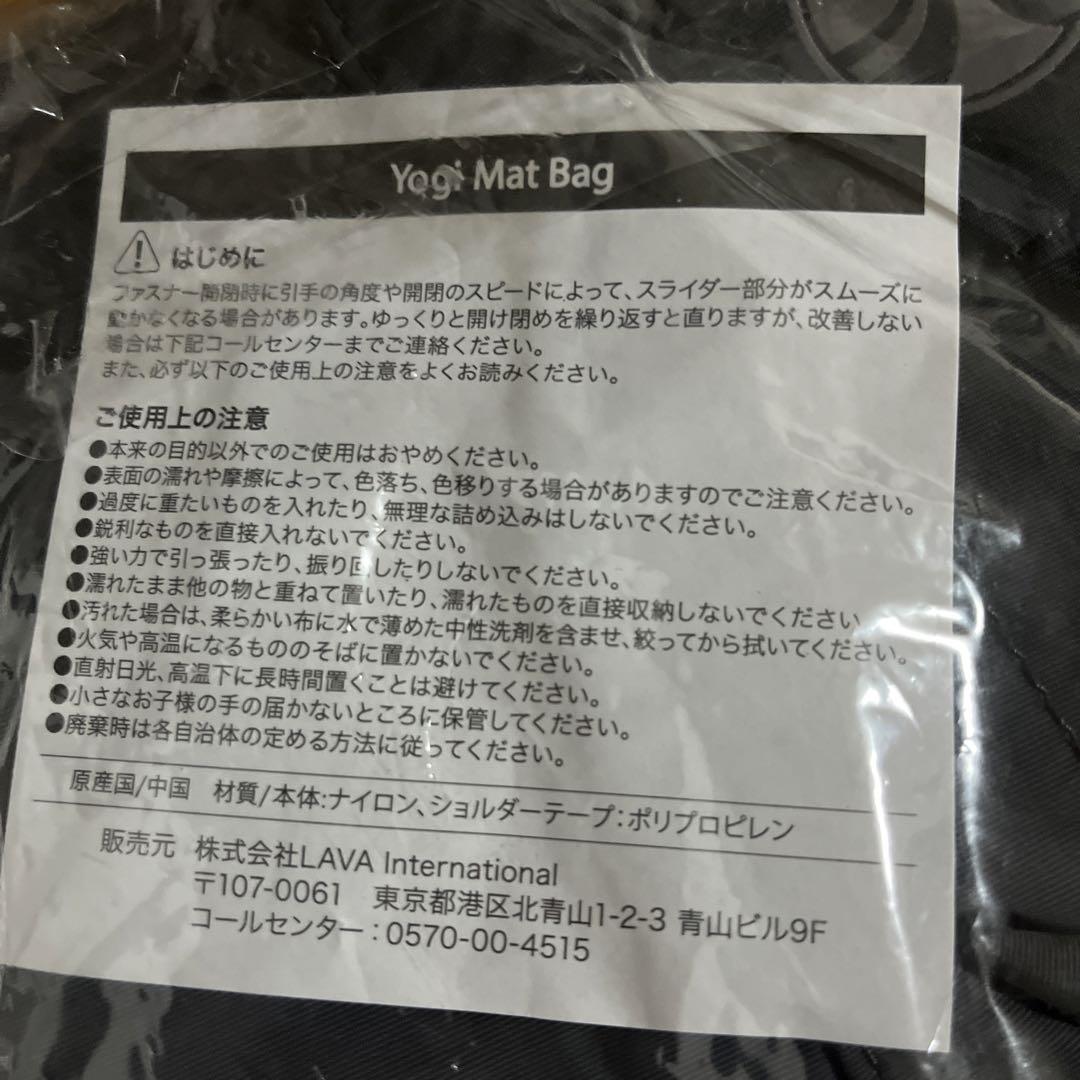 Yogi Mat Bag
はじめに
ファスナー開閉時に引手の角度や開閉のスピードによって、スライダー部分がスムーズに
動かなくなる場合があります。ゆっくりと開け閉めを繰り返すと直りますが、改善しない
場合は下記コールセンターまでご連絡ください。
また、必ず以下のご使用上の注意をよくお読みください。
ご使用上の注意
●本来の目的以外でのご使用はおやめください。
●表面の濡れや摩擦によって、色落ち、色移りする場合がありますのでご注意ください。
●過度に重たいものを入れたり、無理な詰め込みはしないでください。
●鋭利なものを直接入れないでください。
●強い力で引っ張ったり、振り回したりしないでください。
●濡れたまま他の物と重ねて置いたり、濡れたものを直接収納しないでください
●汚れた場合は、柔らかい布に水で薄めた中性洗剤を含ませ、絞ってから拭いてください。
●火気や高温になるもののそばに置かないでください。
●直射日光、高温下に長時間置くことは避けてください。
●小さなお子様の手の届かないところに保管してください。
●廃棄時は各自治体の定める方法に従ってください。
原産国/中国　材質/本体:ナイロン、ショルダーテープ:ポリプロピレン
販売元　株式会社LAVA International
〒107-0061　東京都港区北青山1-2-3 青山ビル9F
コールセンター:0570-00-4515